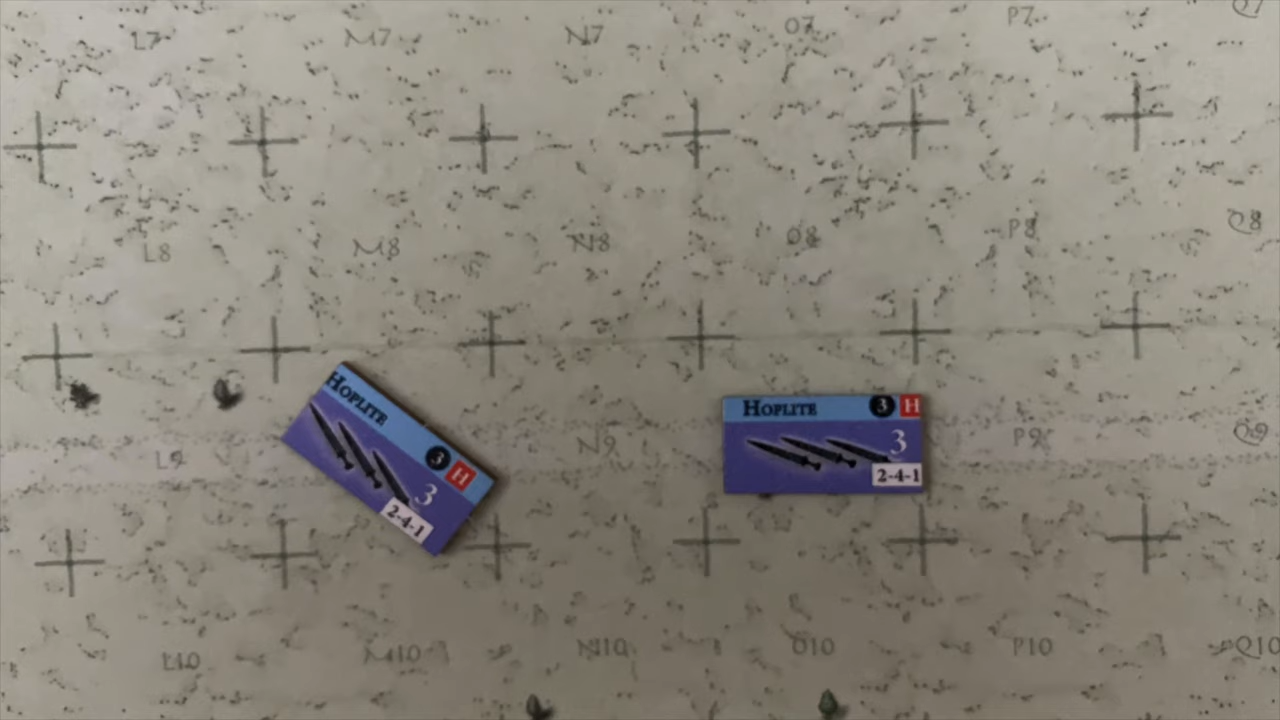 L7 M7 N7 O7 P7 Q7
L8 M8 N8 O8 P8 Q8
HOPLITE 3 H
3
2-4-1
HOPLITE 3 H
3
2-4-1
L9 N9 P9 Q9
L10 M10 N10 O10 P10 Q10